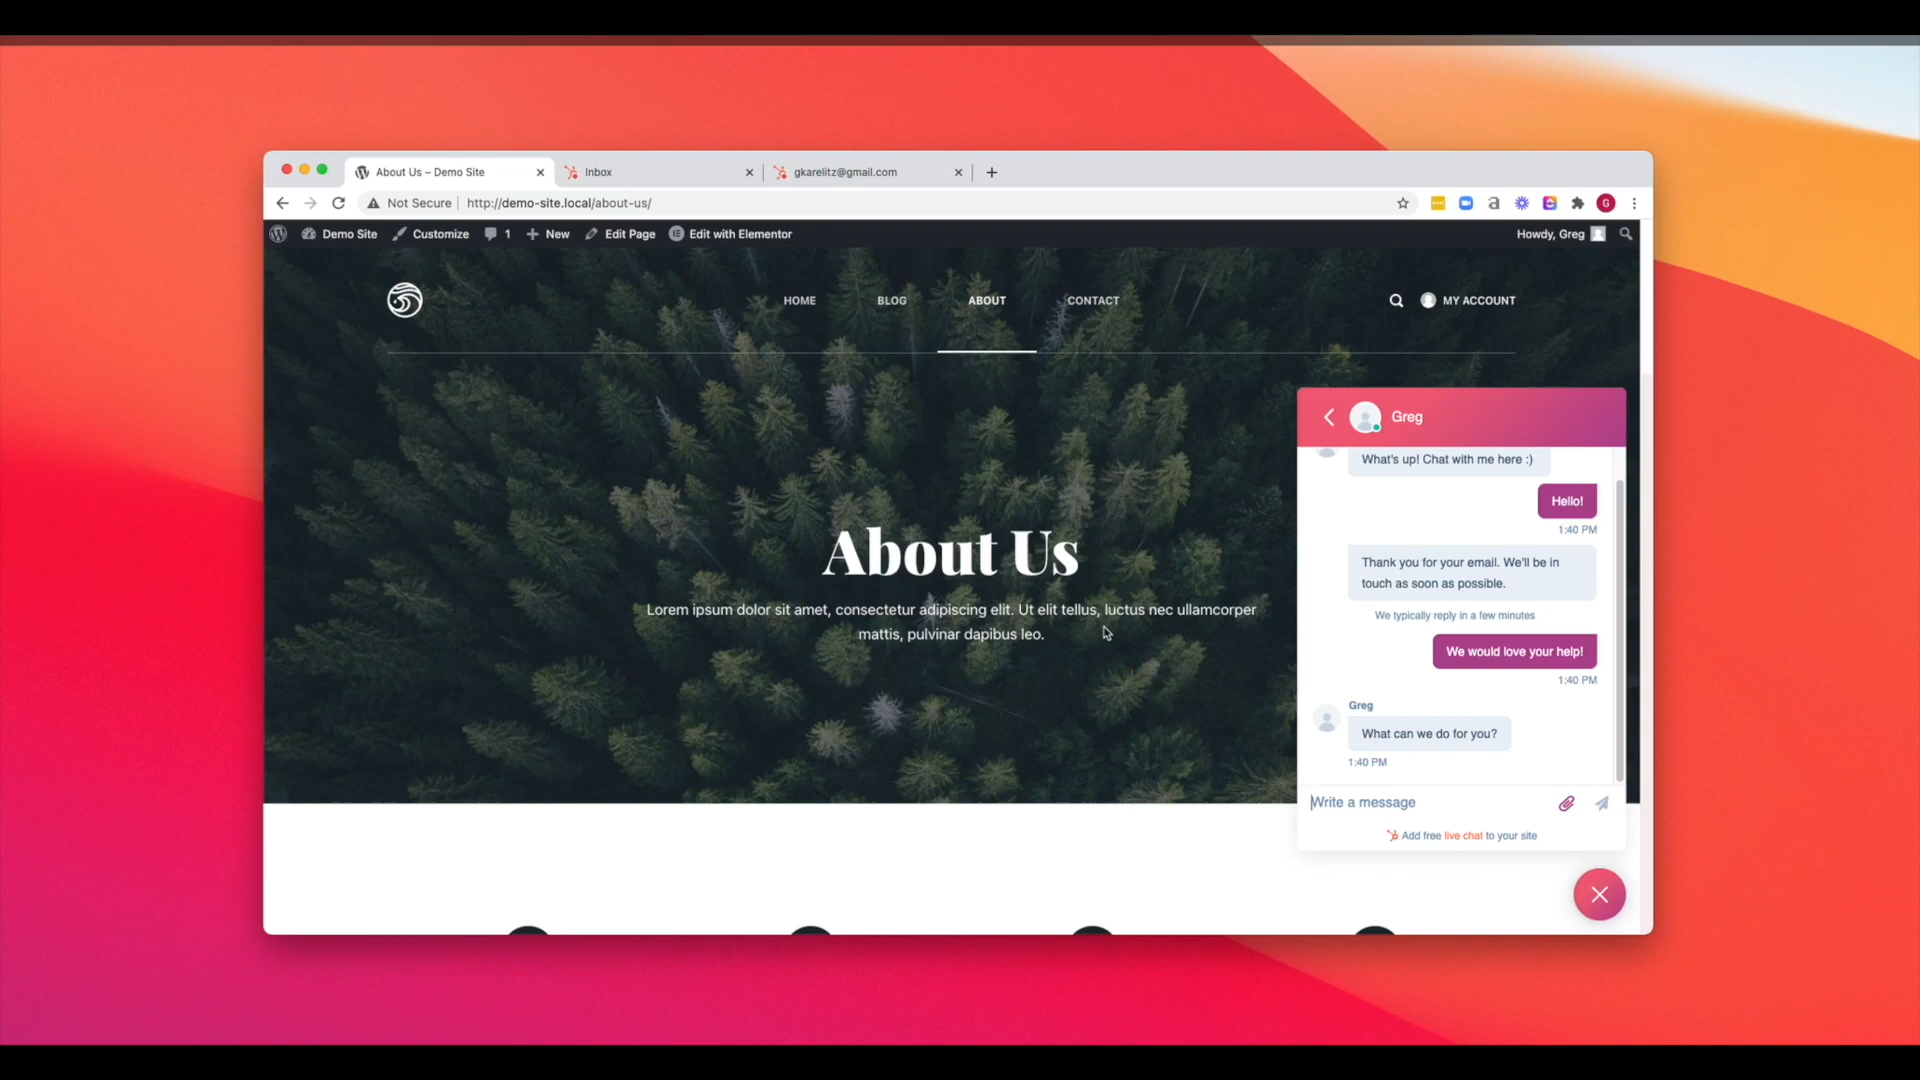 About Us – Demo Site
Inbox
gkarelitz@gmail.com
Not Secure
http://demo-site.local/about-us/
G
Demo Site
Customize
1
New
Edit Page
Edit with Elementor
Howdy, Greg
HOME
BLOG
ABOUT
CONTACT
MY ACCOUNT
About Us
Lorem ipsum dolor sit amet, consectetur adipiscing elit. Ut elit tellus, luctus nec ullamcorper
mattis, pulvinar dapibus leo.
Greg
What's up! Chat with me here :)
Hello!
1:40 PM
Thank you for your email. We'll be in
touch as soon as possible.
We typically reply in a few minutes
We would love your help!
1:40 PM
Greg
What can we do for you?
1:40 PM
Write a message
Add free live chat to your site